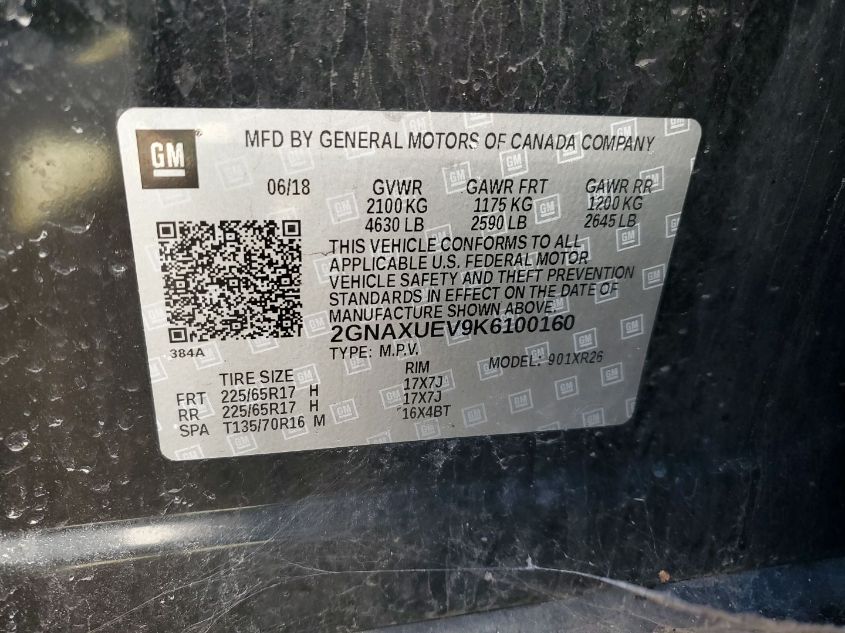 GM
MFD BY GENERAL MOTORS OF CANADA COMPANY
06/18 GVWR GAWR FRT GAWR RR
2100 KG 1175 KG 1200 KG
4630 LB 2590 LB 2645 LB
THIS VEHICLE CONFORMS TO ALL
APPLICABLE U.S. FEDERAL MOTOR
VEHICLE SAFETY AND THEFT PREVENTION
STANDARDS IN EFFECT ON THE DATE OF
MANUFACTURE SHOWN ABOVE.
2GNAXUEV9K6100160
384A
TYPE: M.P.V. MODEL: 901XR26
TIRE SIZE RIM
FRT 225/65R17 H 17X7J
RR 225/65R17 H 17X7J
SPA T135/70R16 M 16X4BT